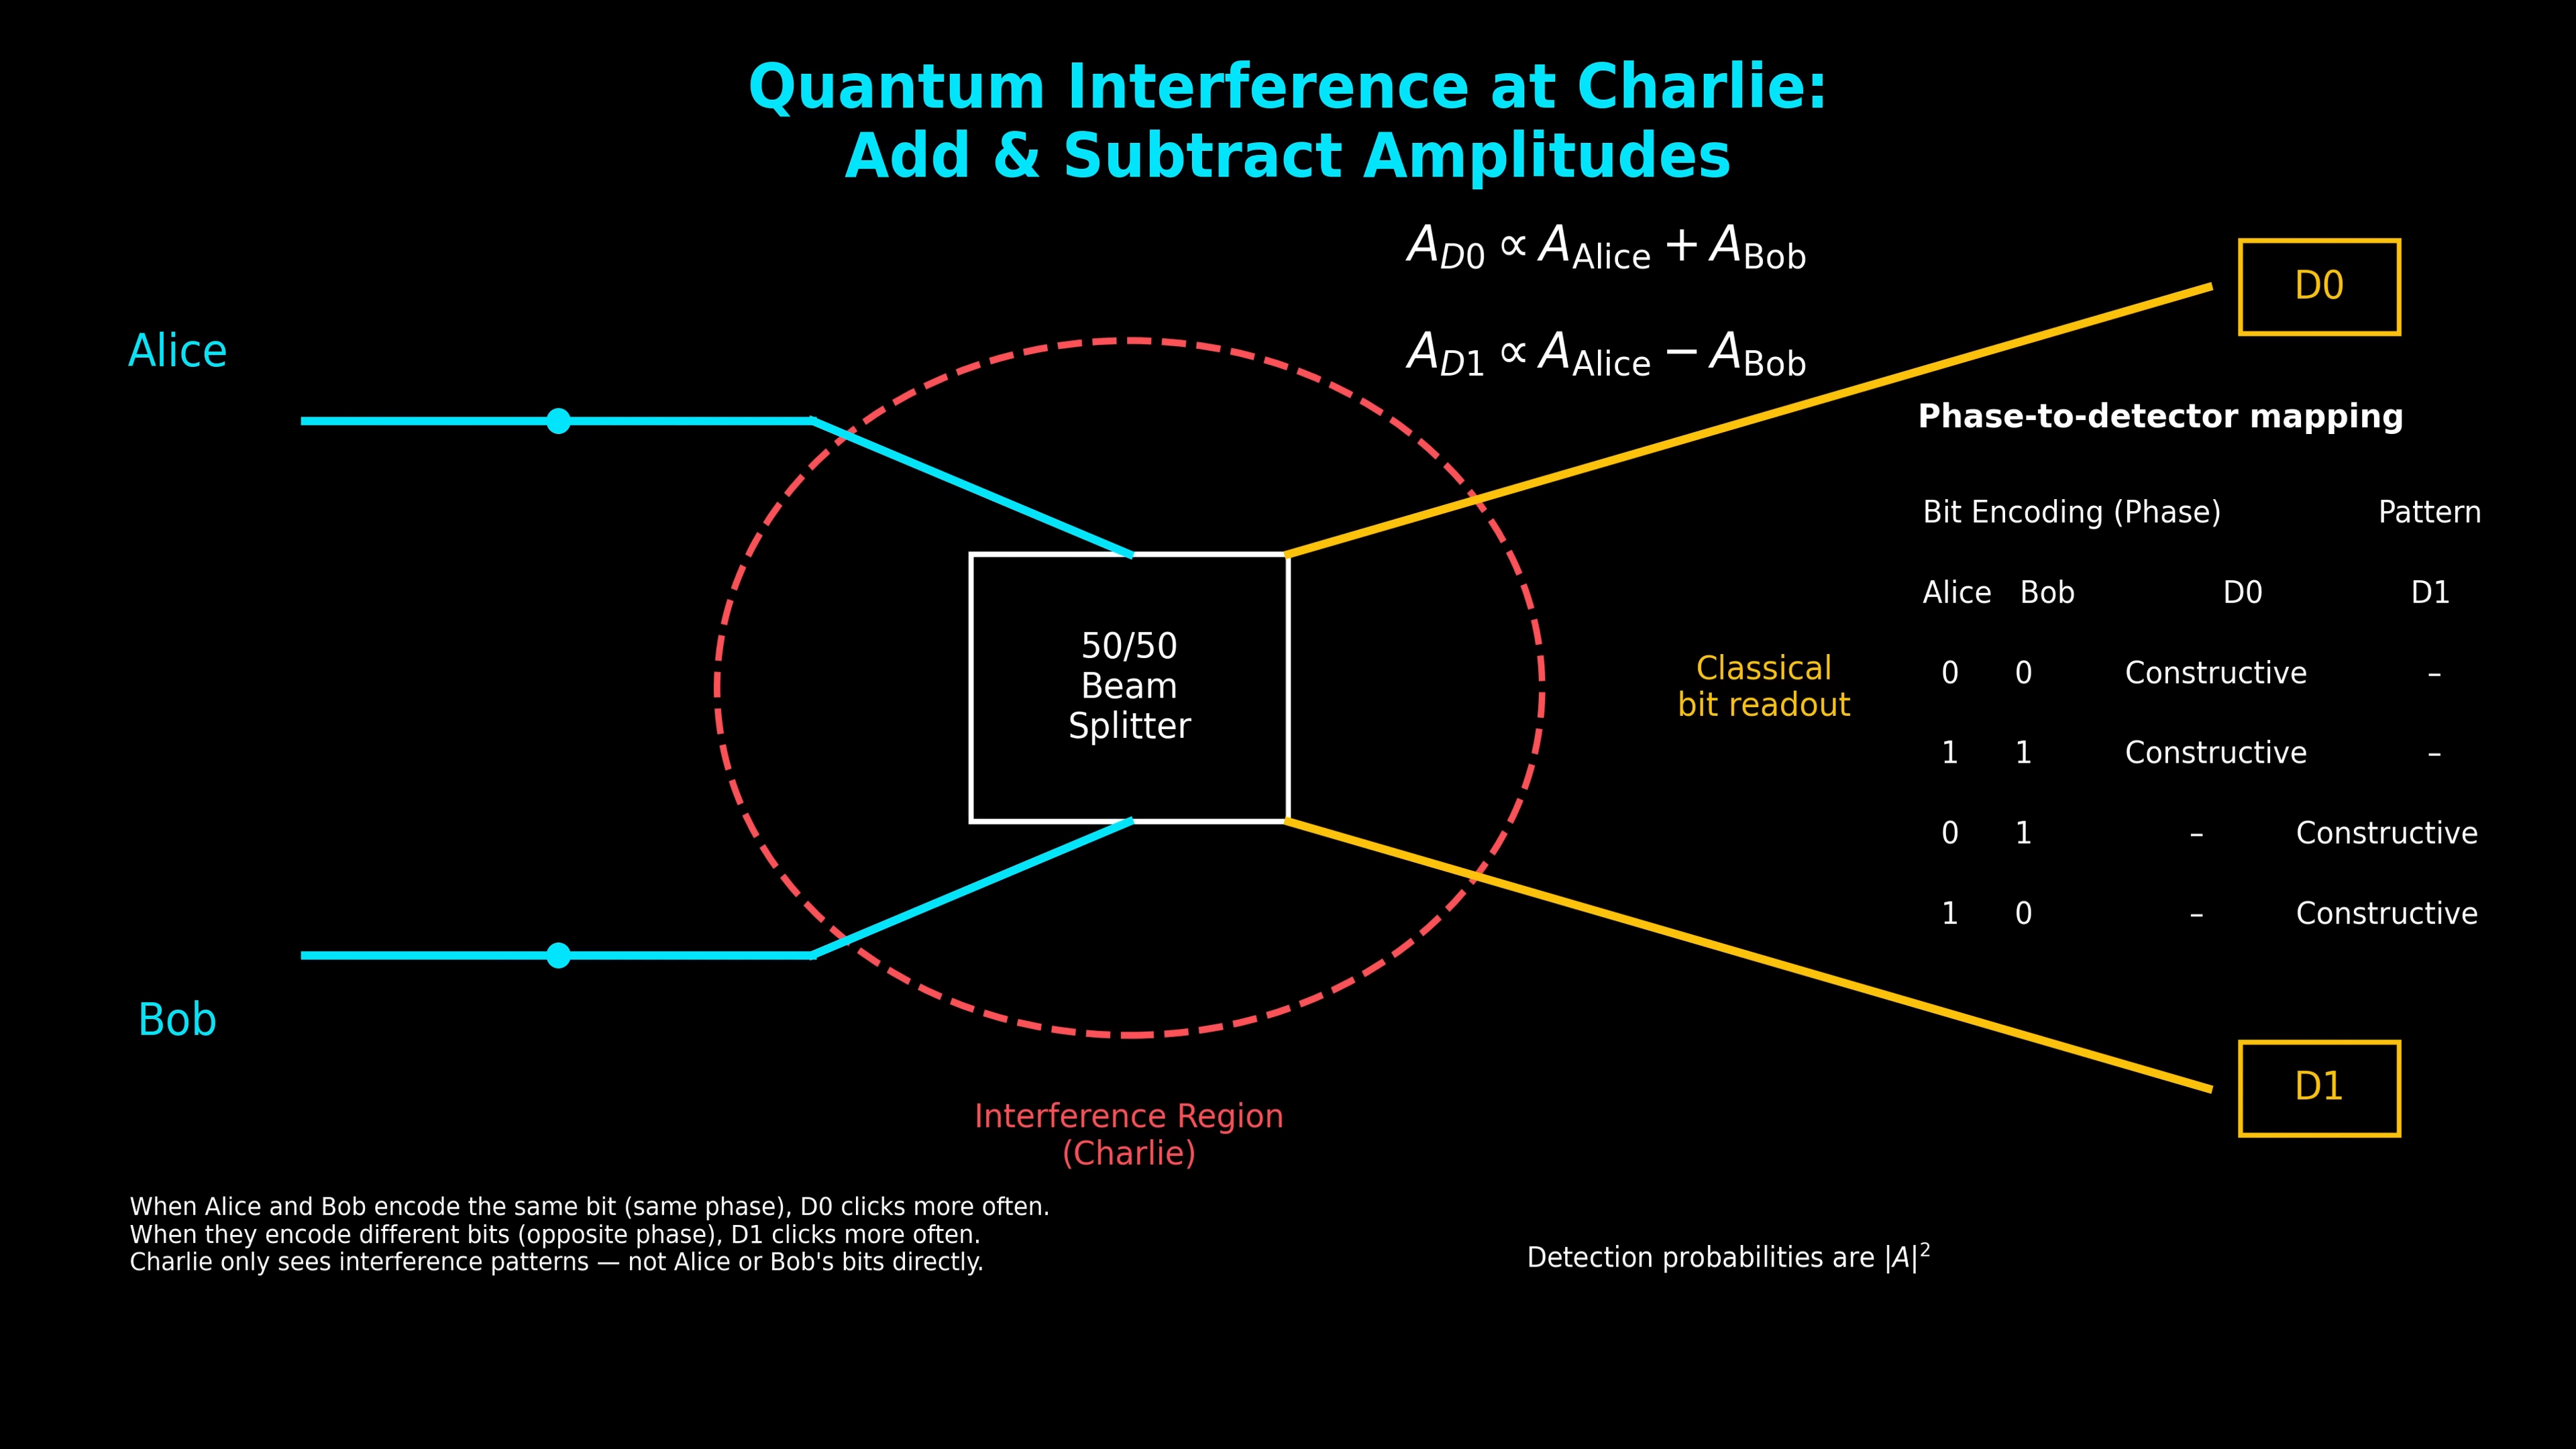 Quantum Interference at Charlie:
Add & Subtract Amplitudes
A_D0 ∝ A_Alice + A_Bob
A_D1 ∝ A_Alice − A_Bob
D0
Alice
Phase-to-detector mapping
Bit Encoding (Phase) Pattern
Alice Bob D0 D1
0 0 Constructive –
1 1 Constructive –
0 1 – Constructive
1 0 – Constructive
50/50
Beam
Splitter
Classical
bit readout
Bob
D1
Interference Region
(Charlie)
When Alice and Bob encode the same bit (same phase), D0 clicks more often.
When they encode different bits (opposite phase), D1 clicks more often.
Charlie only sees interference patterns — not Alice or Bob's bits directly.
Detection probabilities are |A|²